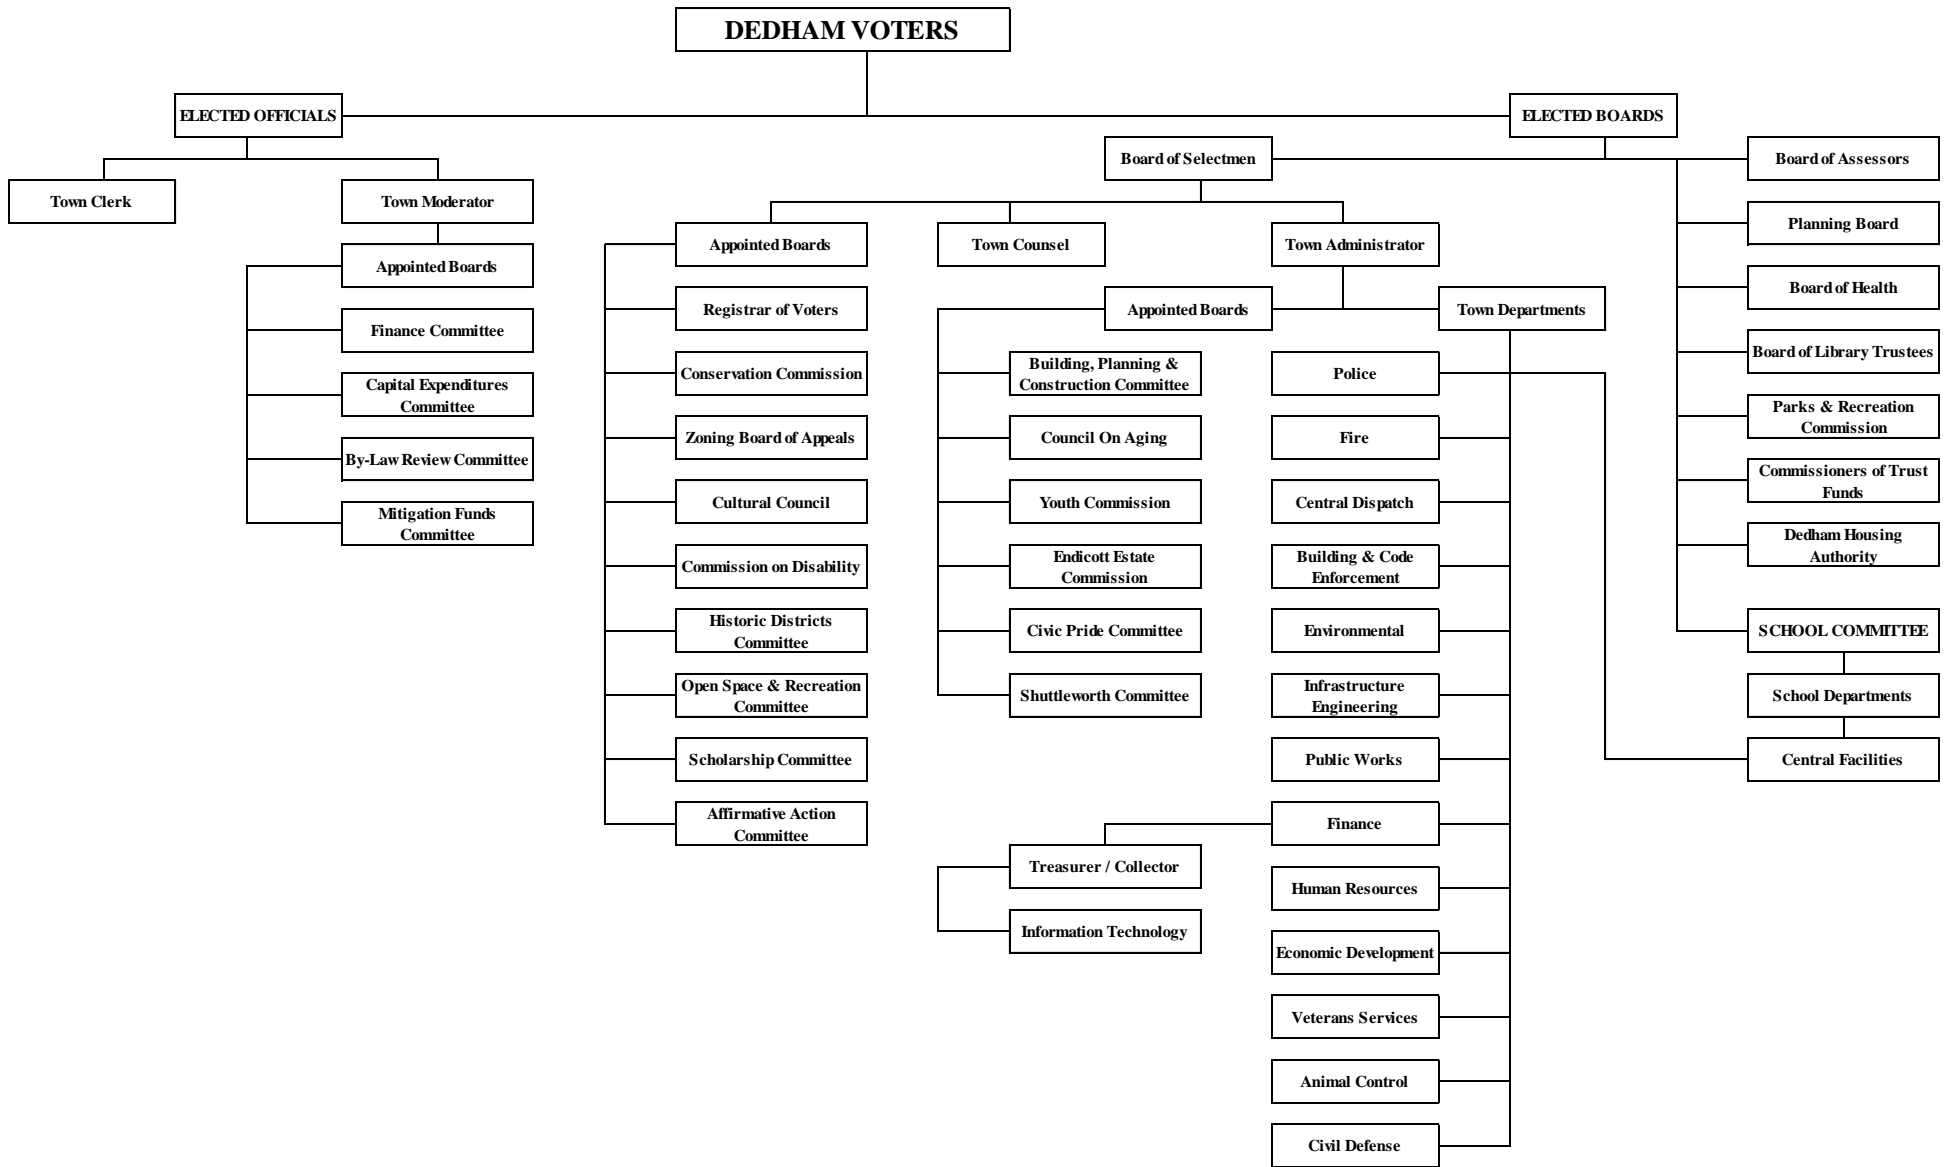 DEDHAM VOTERS
ELECTED OFFICIALS
ELECTED BOARDS
Town Clerk
Town Moderator
Appointed Boards
Finance Committee
Capital Expenditures
Committee
By-Law Review Committee
Mitigation Funds
Committee
Board of Selectmen
Appointed Boards
Registrar of Voters
Conservation Commission
Zoning Board of Appeals
Cultural Council
Commission on Disability
Historic Districts
Committee
Open Space & Recreation
Committee
Scholarship Committee
Affirmative Action
Committee
Town Counsel
Town Administrator
Appointed Boards
Building, Planning &
Construction Committee
Council On Aging
Youth Commission
Endicott Estate
Commission
Civic Pride Committee
Shuttleworth Committee
Town Departments
Police
Fire
Central Dispatch
Building & Code
Enforcement
Environmental
Infrastructure
Engineering
Public Works
Finance
Treasurer / Collector
Information Technology
Human Resources
Economic Development
Veterans Services
Animal Control
Civil Defense
Board of Assessors
Planning Board
Board of Health
Board of Library Trustees
Parks & Recreation
Commission
Commissioners of Trust
Funds
Dedham Housing
Authority
SCHOOL COMMITTEE
School Departments
Central Facilities